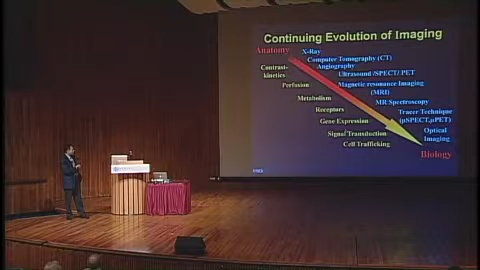 Continuing Evolution of Imaging
Anatomy
X-Ray
Computer Tomography (CT)
Angiography
Contrast-
kinetics
Ultrasound /SPECT/ PET
Perfusion
Magnetic resonance Imaging
(MRI)
Metabolism
MR Spectroscopy
Receptors
Tracer Technique
(µSPECT,µPET)
Gene Expression
Optical
Imaging
Signal Transduction
Cell Trafficking
Biology